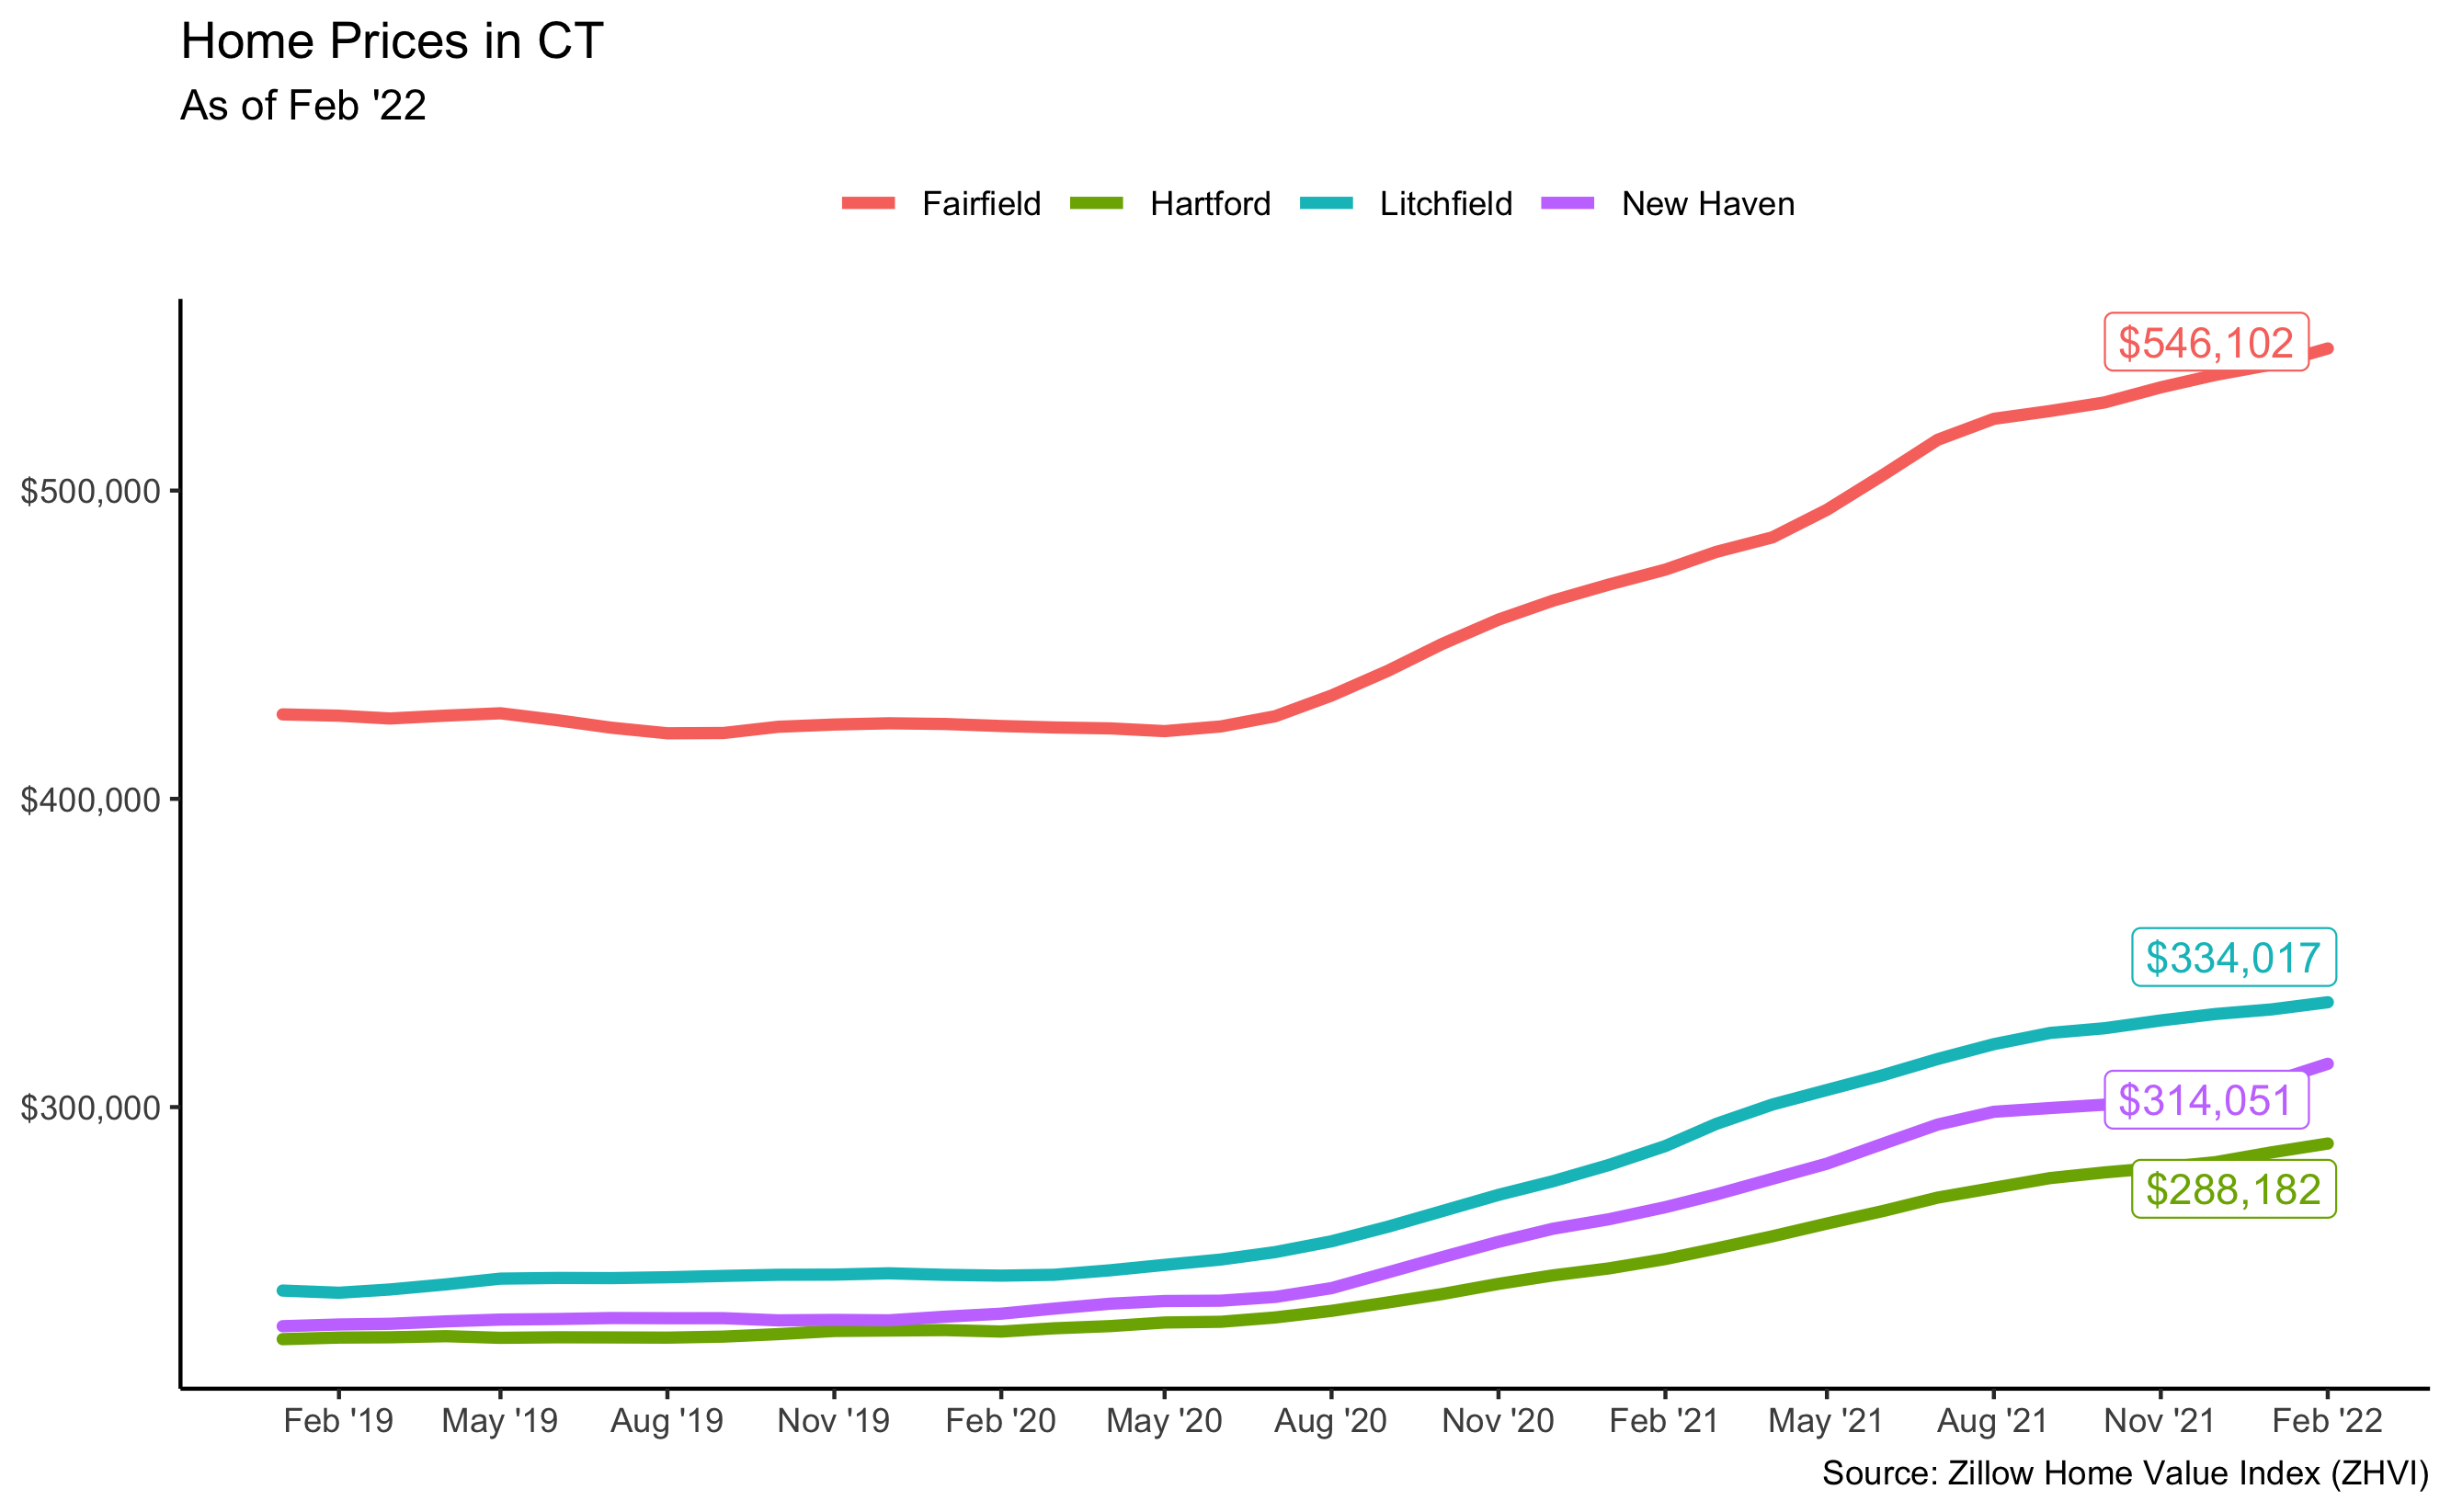 Home Prices in CT
As of Feb '22
Fairfield Hartford Litchfield New Haven
$546,102
$500,000
$400,000
$334,017
$300,000
$314,051
$288,182
Feb '19 May '19 Aug '19 Nov '19 Feb '20 May '20 Aug '20 Nov '20 Feb '21 May '21 Aug '21 Nov '21 Feb '22
Source: Zillow Home Value Index (ZHVI)